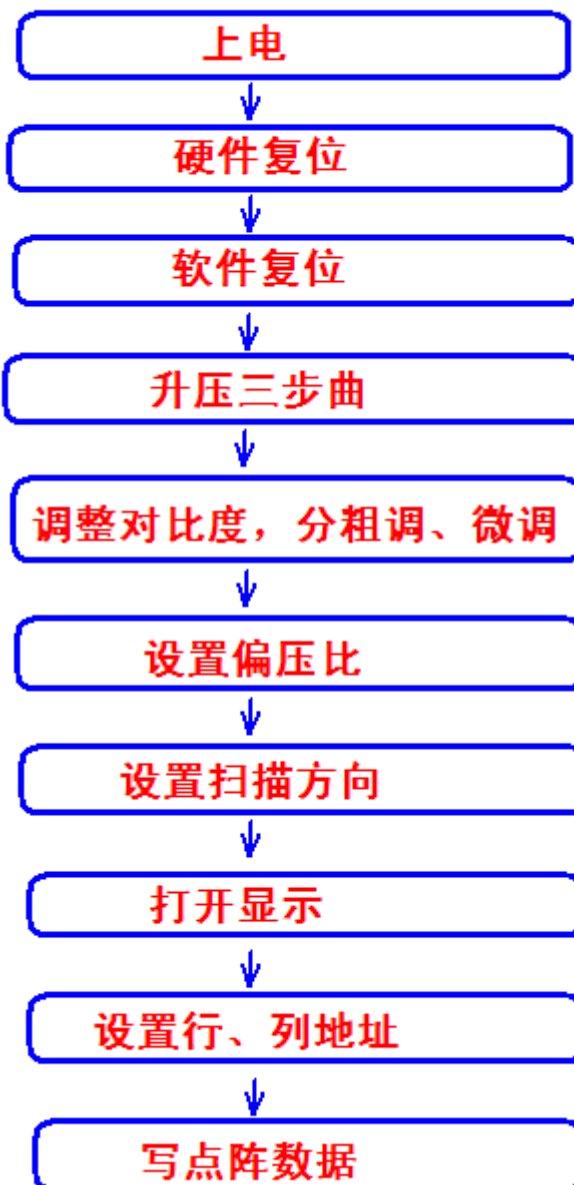 上电
硬件复位
软件复位
升压三步曲
调整对比度，分粗调、微调
设置偏压比
设置扫描方向
打开显示
设置行、列地址
写点阵数据